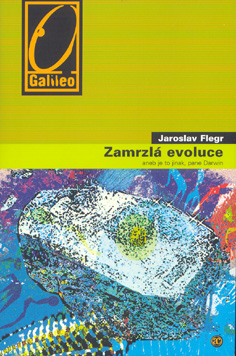 Galileo
Jaroslav Flegr
Zamrzlá evoluce
aneb je to jinak, pane Darwin